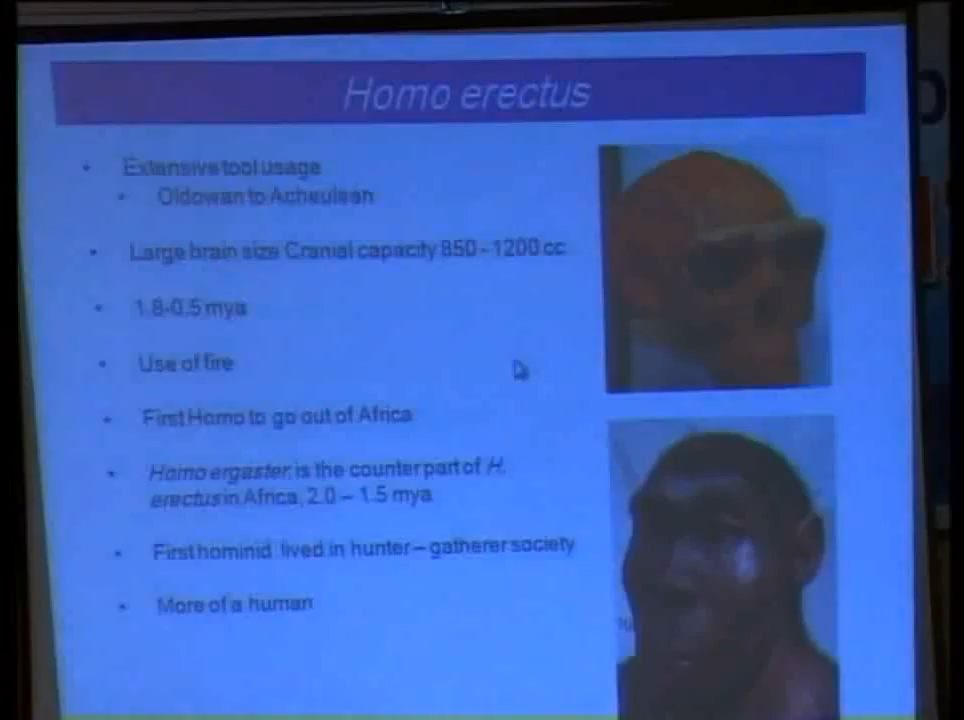 Homo erectus
• Extensive tool usage
• Oldowan to Acheulean
• Large brain size Cranial capacity 850 - 1200 cc
• 1.8-0.5 mya
• Use of fire
• First Homo to go out of Africa
• Homo ergaster is the counterpart of H.
erectus in Africa, 2.0 – 1.5 mya
• First hominid lived in hunter – gatherer society
• More of a human